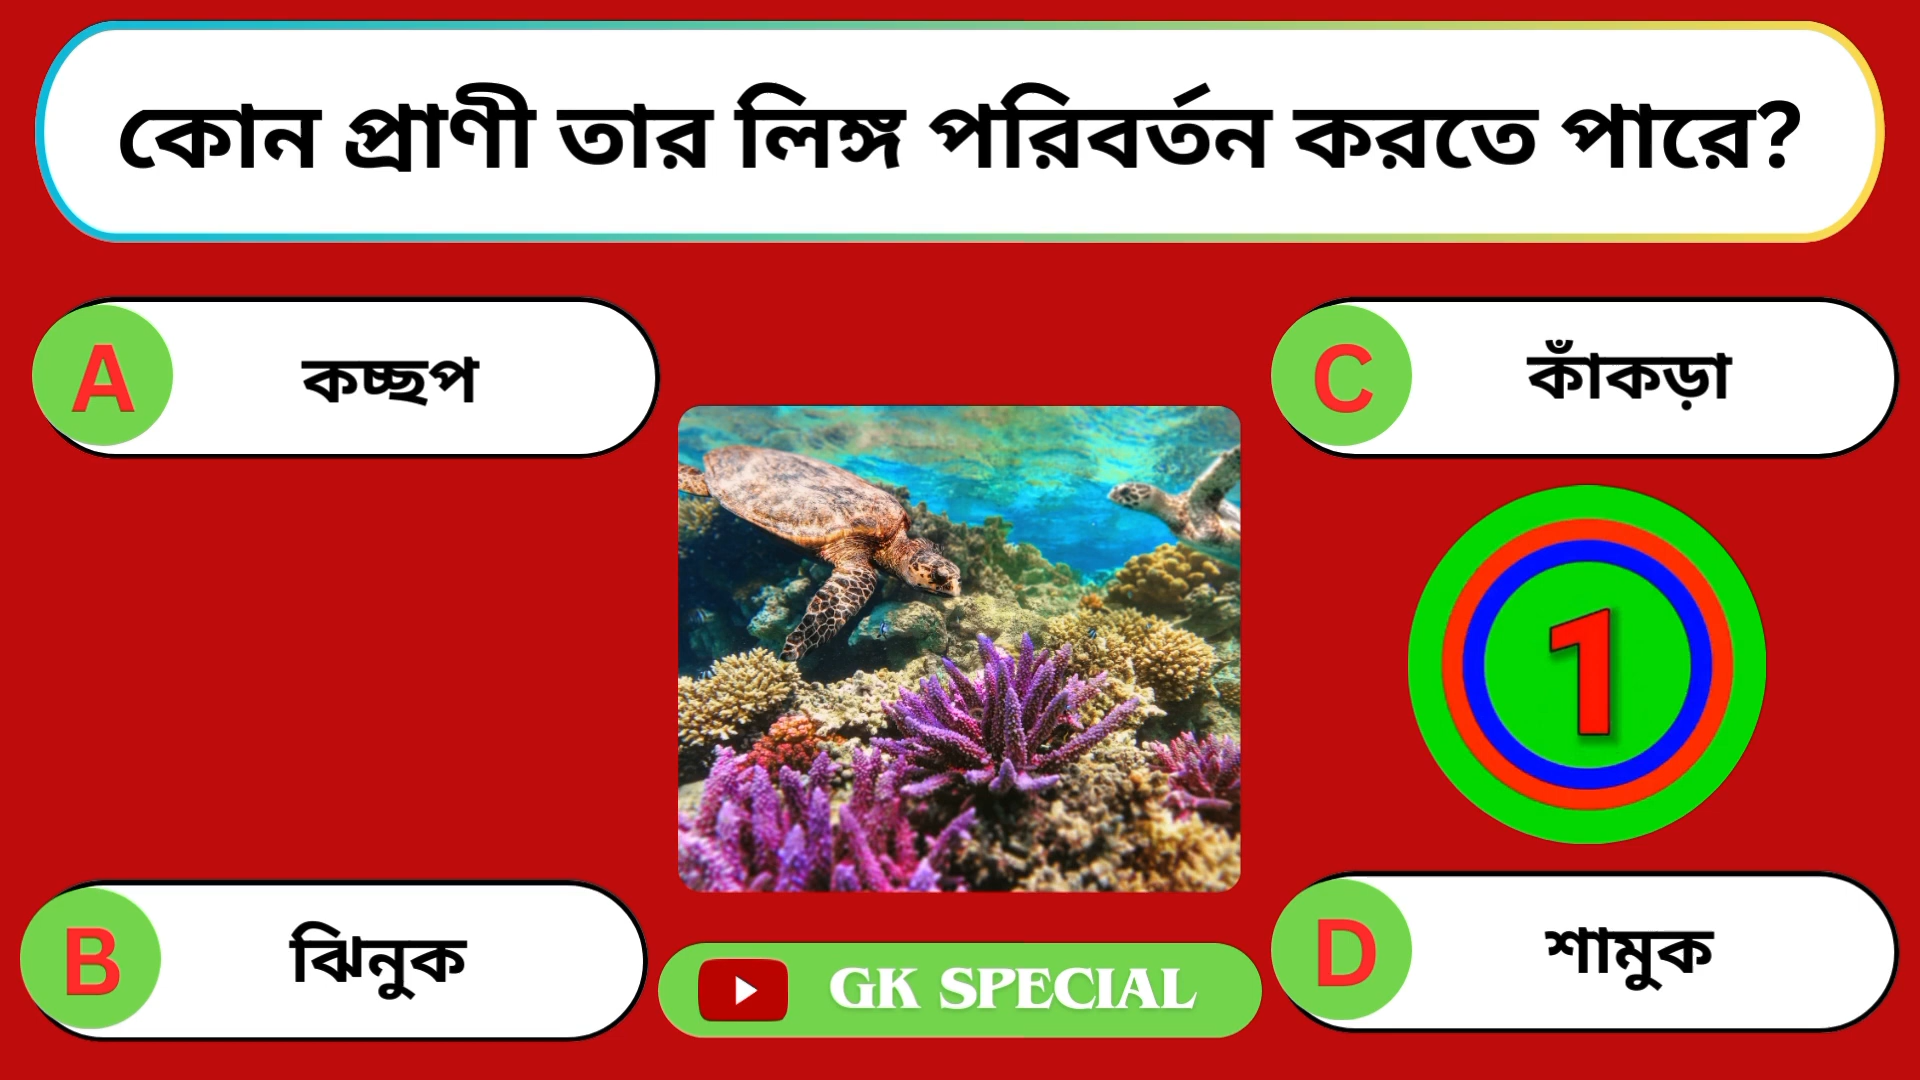 কোন প্রাণী তার লিঙ্গ পরিবর্তন করতে পারে?
A কচ্ছপ
C কাঁকড়া
1
B ঝিনুক
D শামুক
GK SPECIAL